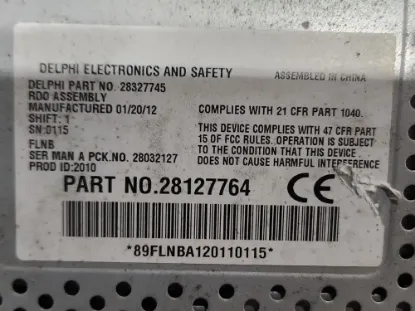 DELPHI ELECTRONICS AND SAFETY
ASSEMBLED IN CHINA
DELPHI PART NO. 28327745
RDO ASSEMBLY
MANUFACTURED 01/20/12
SHIFT: 1
SN:0115
FLNB
SER MAN A PCK.NO. 28032127
PROD ID:2010
COMPLIES WITH 21 CFR PART 1040.
THIS DEVICE COMPLIES WITH 47 CFR PART
15 OF FCC RULES. OPERATION IS SUBJECT
TO THE CONDITION THAT THIS DEVICE
DOES NOT CAUSE HARMFUL INTERFERENCE
PART NO.28127764
CE
*89FLNBA120110115*